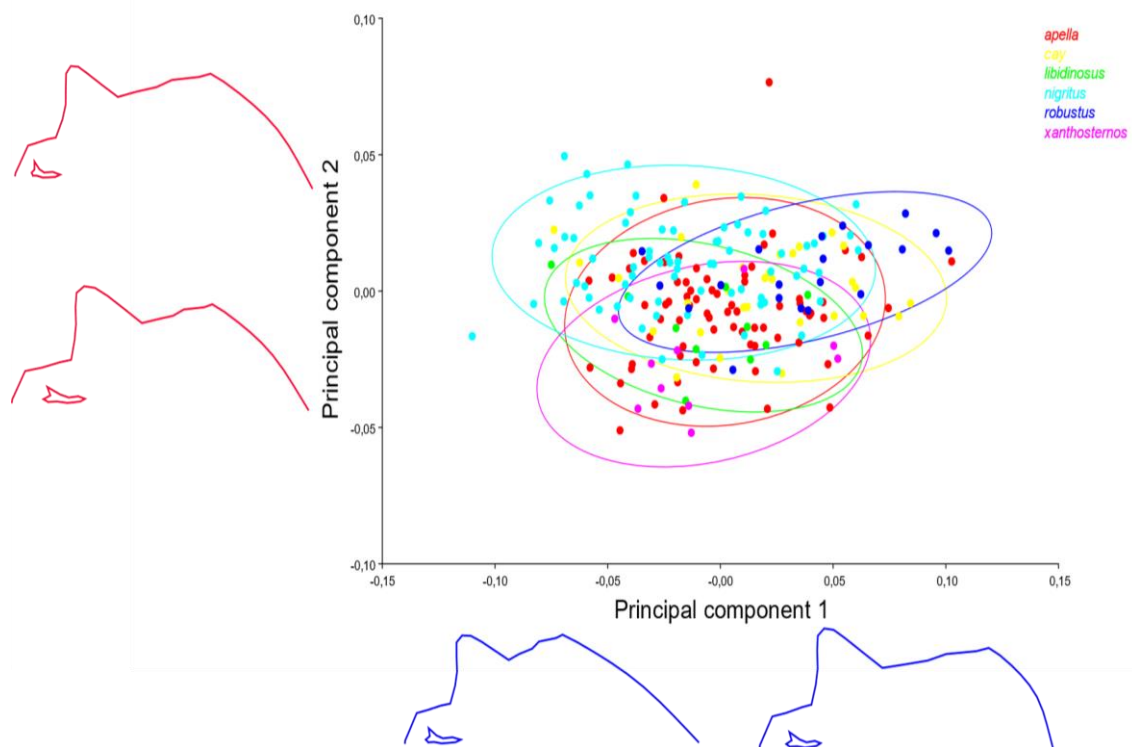 0,10
apella
cay
libidinosus
nigritus
robustus
xanthosternos
0,05
Principal component 2
0,00
-0,05
-0,10
-0,15
-0,10
-0,05
-0,00
0,05
0,10
0,15
Principal component 1